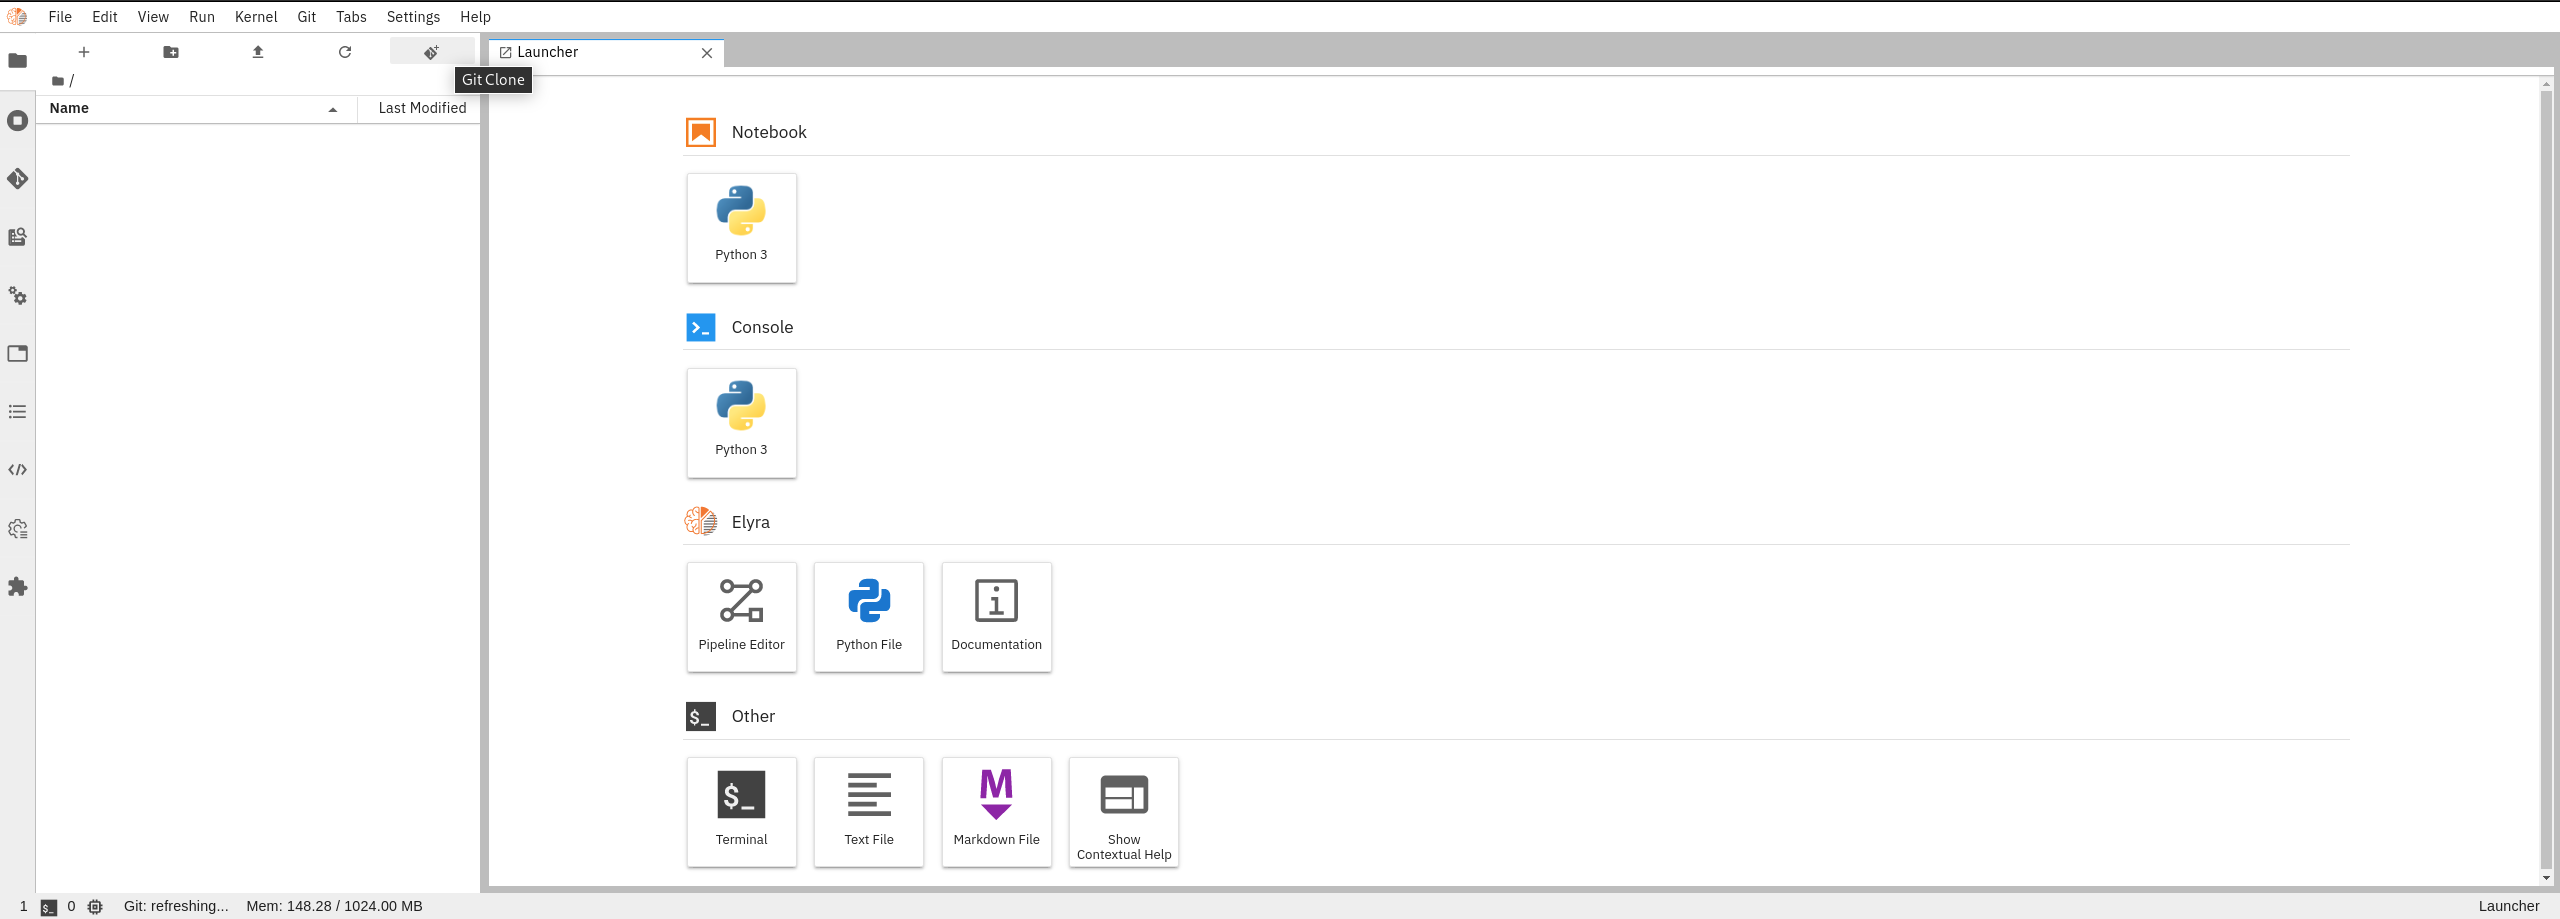 File Edit View Run Kernel Git Tabs Settings Help
Launcher
/
Git Clone
Name Last Modified
Notebook
Python 3
Console
Python 3
Elyra
Pipeline Editor Python File Documentation
$_ Other
$_ M
Terminal Text File Markdown File Show
Contextual Help
1 $_ 0 Git: refreshing... Mem: 148.28 / 1024.00 MB Launcher